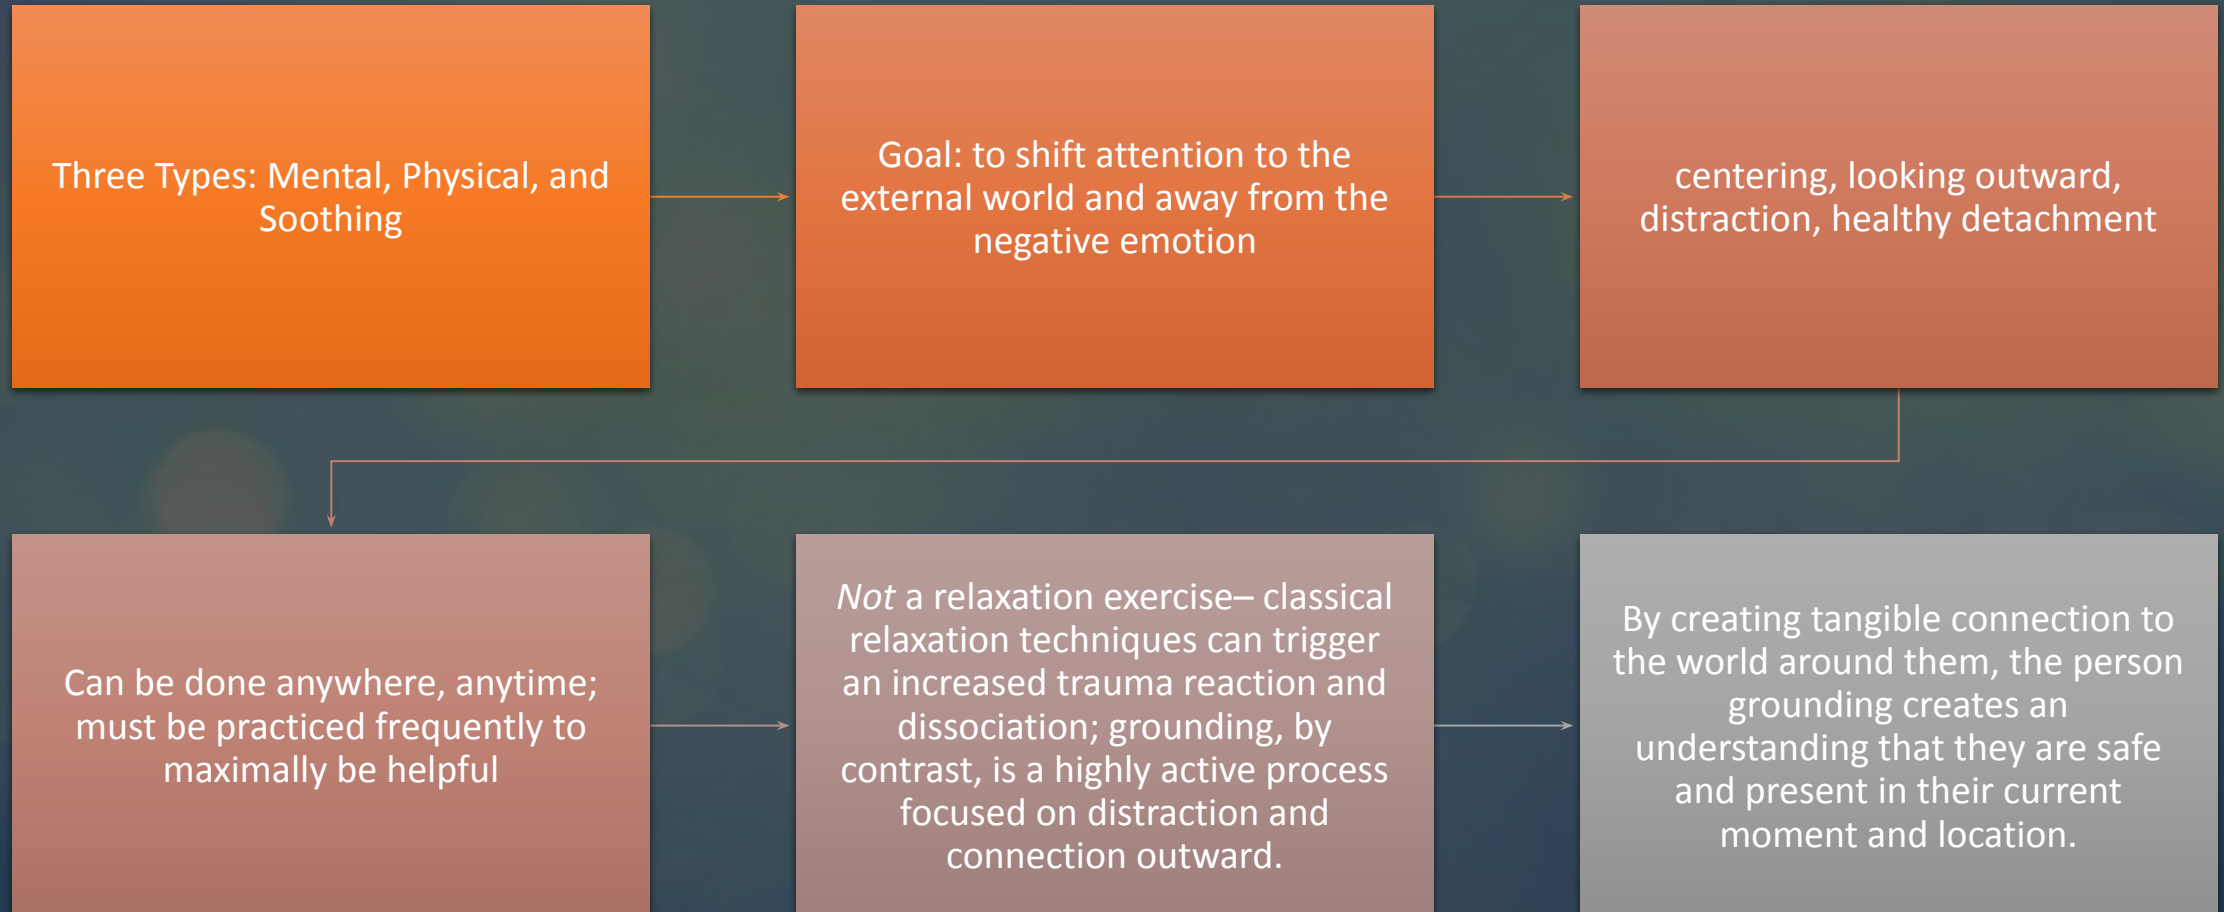 Three Types: Mental, Physical, and
Soothing
Goal: to shift attention to the
external world and away from the
negative emotion
centering, looking outward,
distraction, healthy detachment
Can be done anywhere, anytime;
must be practiced frequently to
maximally be helpful
Not a relaxation exercise– classical
relaxation techniques can trigger
an increased trauma reaction and
dissociation; grounding, by
contrast, is a highly active process
focused on distraction and
connection outward.
By creating tangible connection to
the world around them, the person
grounding creates an
understanding that they are safe
and present in their current
moment and location.